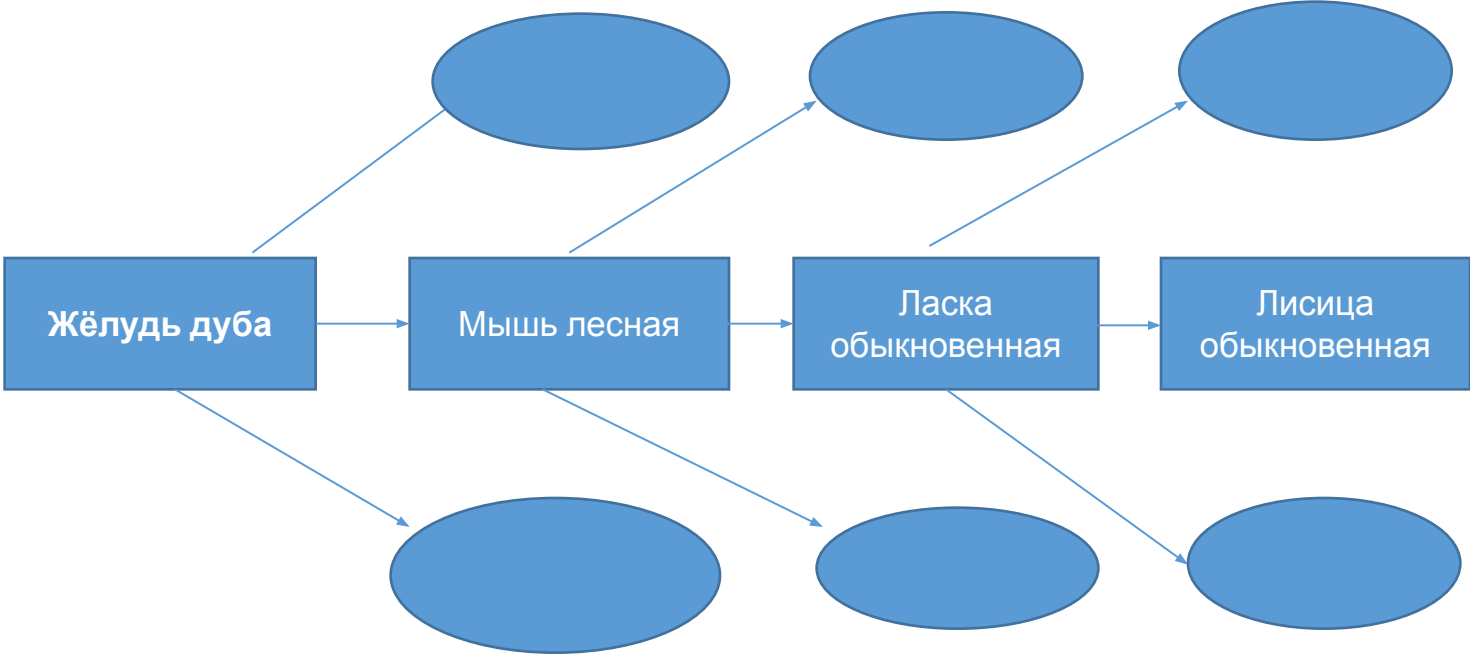 Жёлудь дуба
Мышь лесная
Ласка
обыкновенная
Лисица
обыкновенная